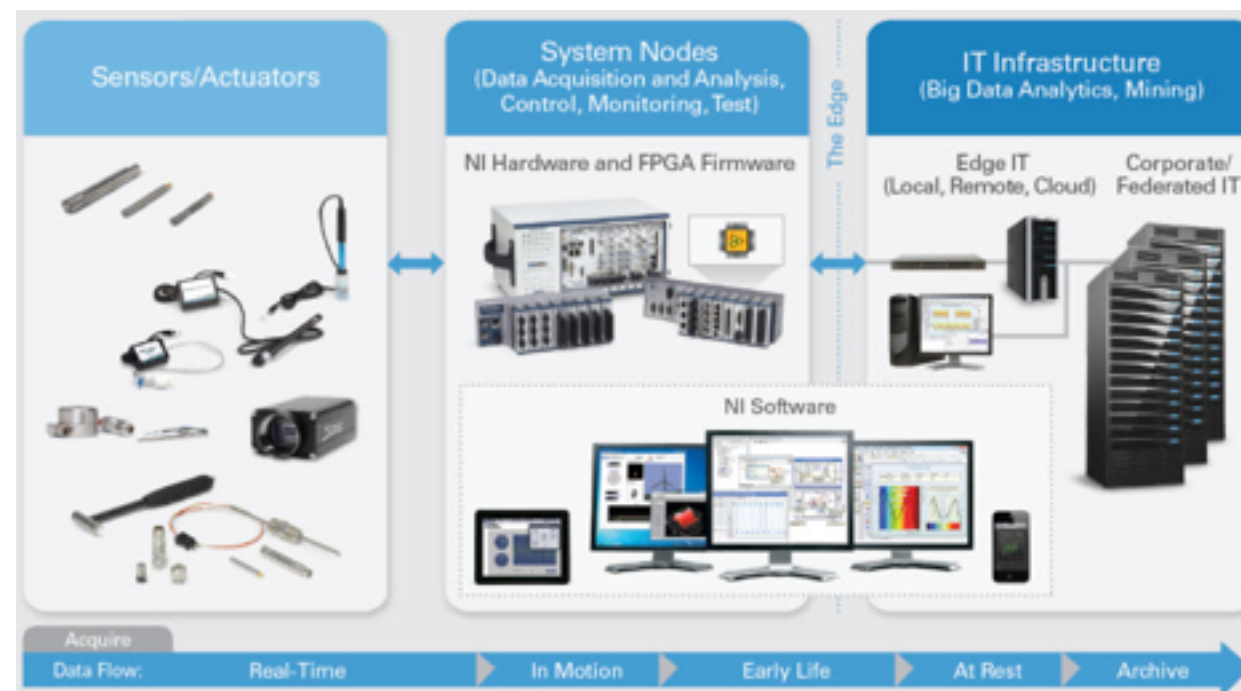 Sensors/Actuators
System Nodes
(Data Acquisition and Analysis,
Control, Monitoring, Test)
The Edge
IT Infrastructure
(Big Data Analytics, Mining)
NI Hardware and FPGA Firmware
Edge IT
(Local, Remote, Cloud)
Corporate/
Federated IT
NI Software
Acquire
Data Flow:
Real-Time
In Motion
Early Life
At Rest
Archive